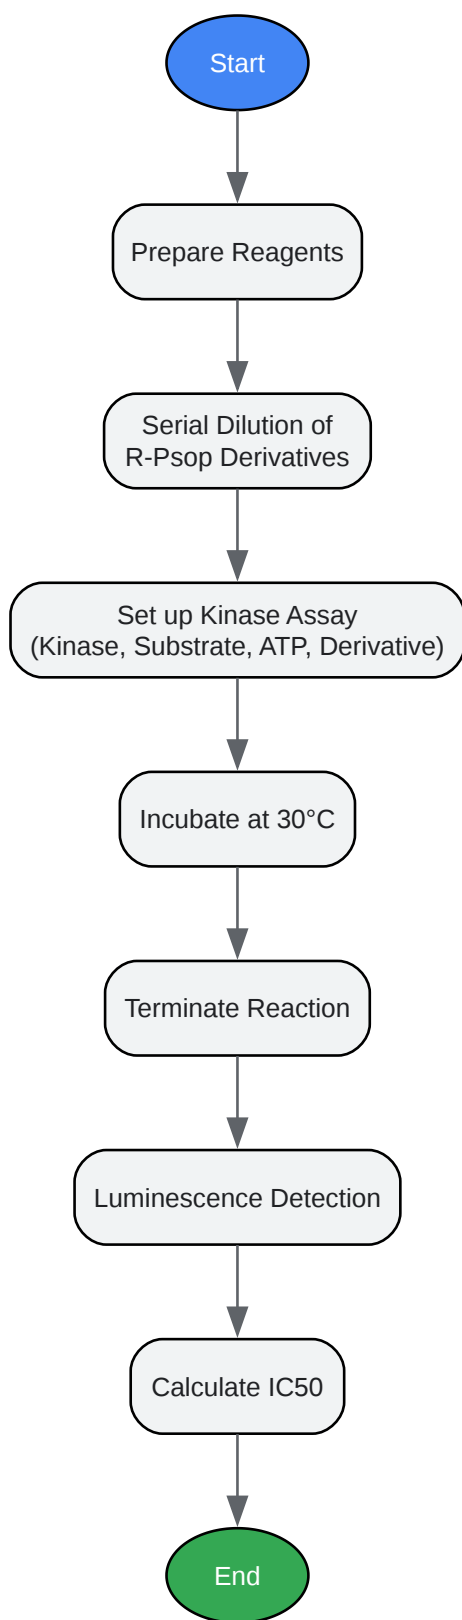 Start
Prepare Reagents
Serial Dilution of
R-Psop Derivatives
Set up Kinase Assay
(Kinase, Substrate, ATP, Derivative)
Incubate at 30°C
Terminate Reaction
Luminescence Detection
Calculate IC50
End